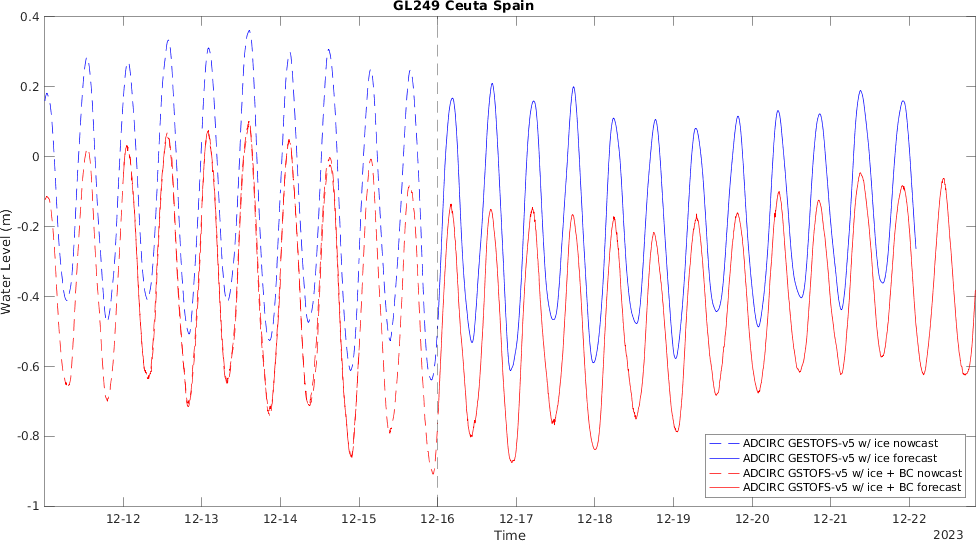 GL249 Ceuta Spain
0.4
0.2
0
-0.2
-0.4
-0.6
-0.8
-1
Water Level (m)
ADCIRC GESTOFS-v5 w/ ice nowcast
ADCIRC GESTOFS-v5 w/ ice forecast
ADCIRC GSTOFS-v5 w/ ice + BC nowcast
ADCIRC GSTOFS-v5 w/ ice + BC forecast
12-12 12-13 12-14 12-15 12-16 12-17 12-18 12-19 12-20 12-21 12-22
Time
2023